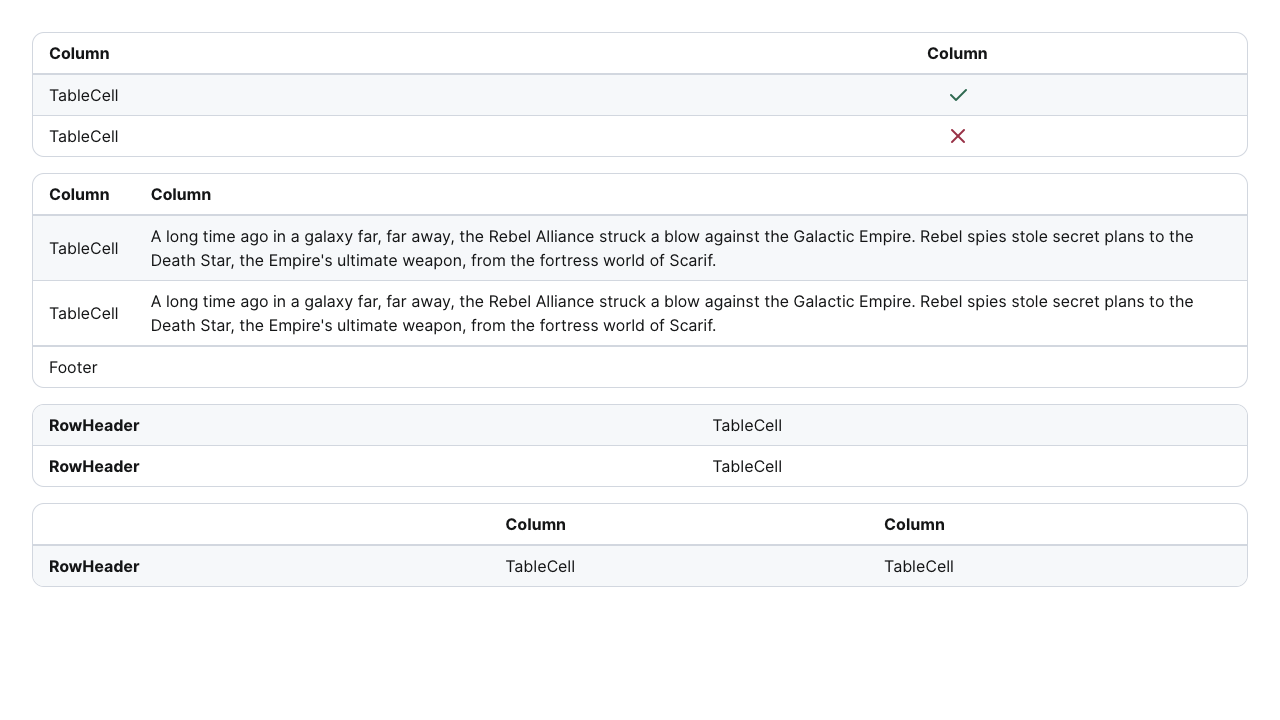 Column Column
TableCell
TableCell
Column Column
TableCell A long time ago in a galaxy far, far away, the Rebel Alliance struck a blow against the Galactic Empire. Rebel spies stole secret plans to the
Death Star, the Empire's ultimate weapon, from the fortress world of Scarif.
TableCell A long time ago in a galaxy far, far away, the Rebel Alliance struck a blow against the Galactic Empire. Rebel spies stole secret plans to the
Death Star, the Empire's ultimate weapon, from the fortress world of Scarif.
Footer
RowHeader TableCell
RowHeader TableCell
Column Column
RowHeader TableCell TableCell